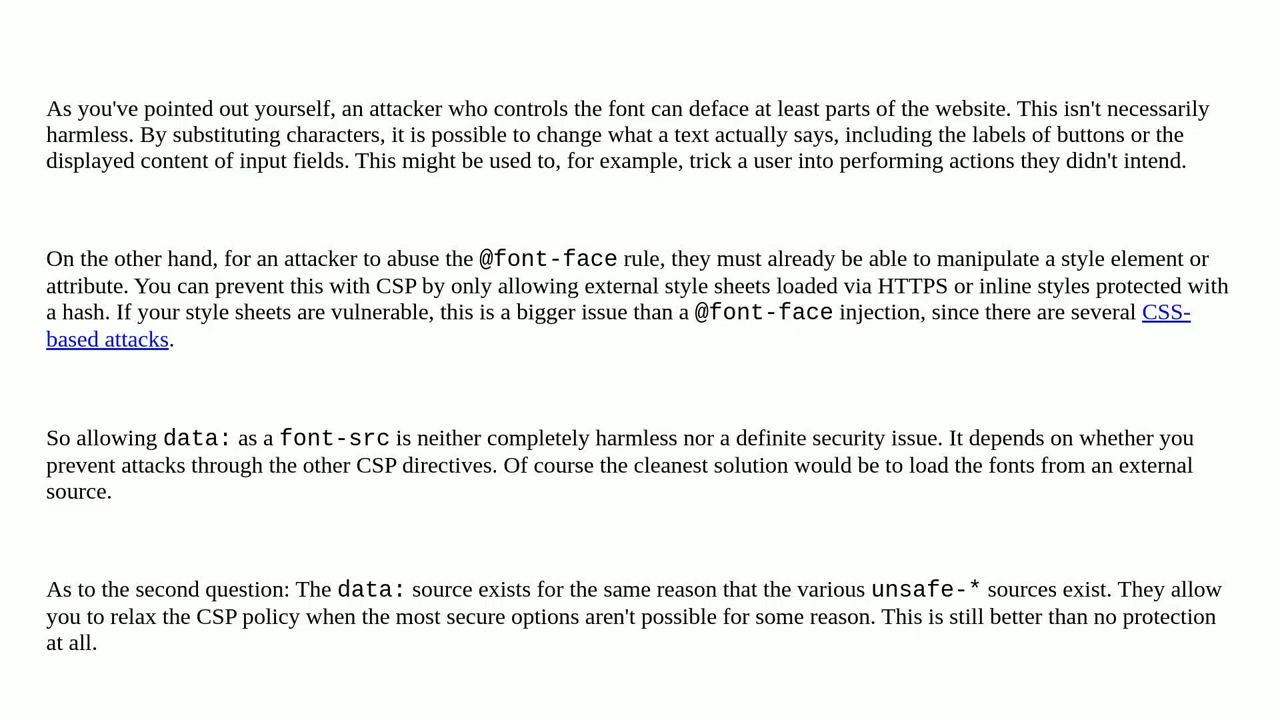 As you've pointed out yourself, an attacker who controls the font can deface at least parts of the website. This isn't necessarily
harmless. By substituting characters, it is possible to change what a text actually says, including the labels of buttons or the
displayed content of input fields. This might be used to, for example, trick a user into performing actions they didn't intend.
On the other hand, for an attacker to abuse the @font-face rule, they must already be able to manipulate a style element or
attribute. You can prevent this with CSP by only allowing external style sheets loaded via HTTPS or inline styles protected with
a hash. If your style sheets are vulnerable, this is a bigger issue than a @font-face injection, since there are several CSS-
based attacks.
So allowing data: as a font-src is neither completely harmless nor a definite security issue. It depends on whether you
prevent attacks through the other CSP directives. Of course the cleanest solution would be to load the fonts from an external
source.
As to the second question: The data: source exists for the same reason that the various unsafe-* sources exist. They allow
you to relax the CSP policy when the most secure options aren't possible for some reason. This is still better than no protection
at all.